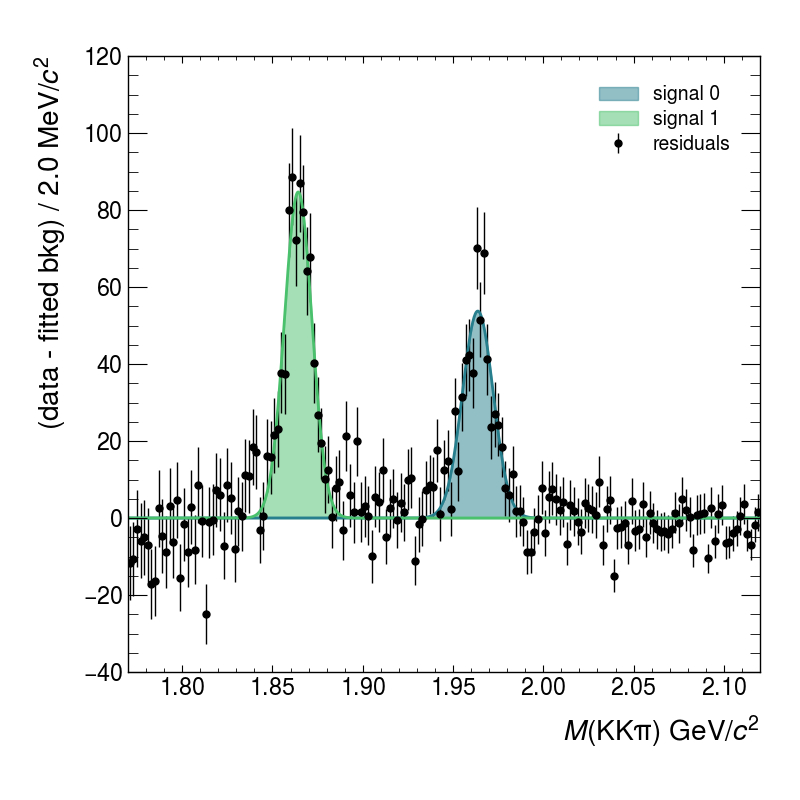 (data - fitted bkg) / 2.0 MeV/c²
120
100
80
60
40
20
0
−20
−40
signal 0
signal 1
residuals
1.80 1.85 1.90 1.95 2.00 2.05 2.10
M(KKπ) GeV/c²